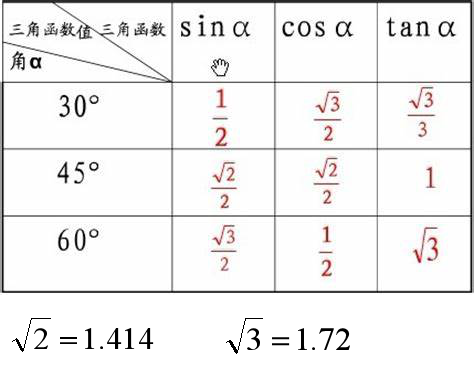 三角函数值 三角函数 sinα cosα tanα
角α
30° 1/2 √3/2 √3/3
45° √2/2 √2/2 1
60° √3/2 1/2 √3
√2=1.414 √3=1.72